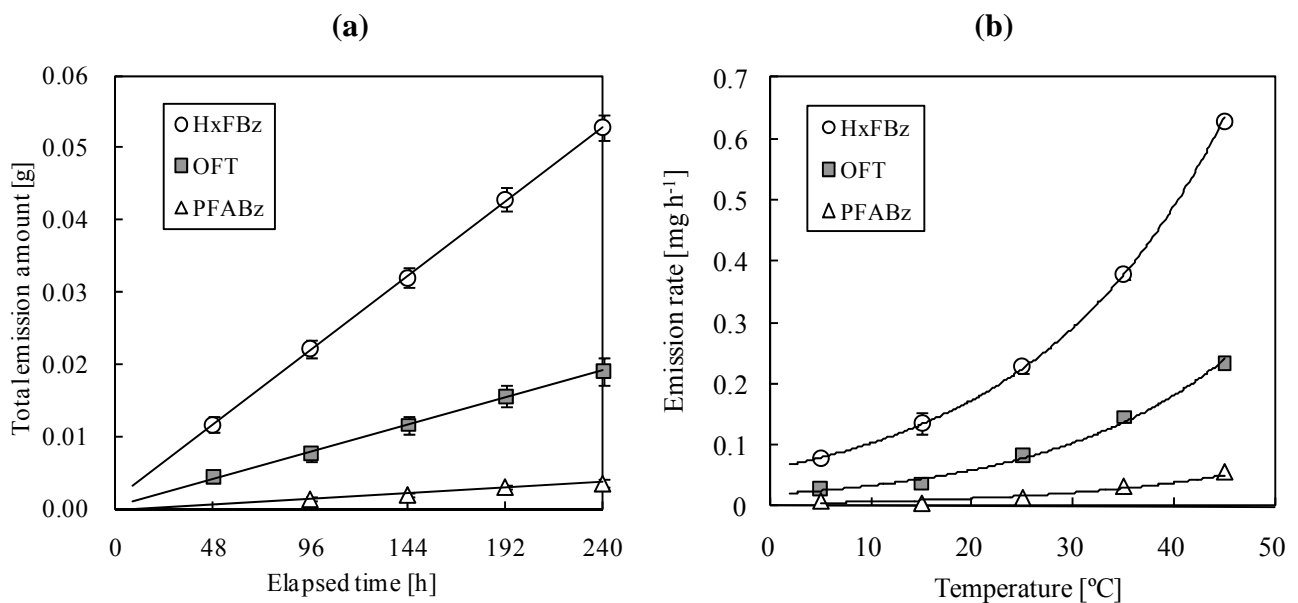 (a)
Total emission amount [g]
0.06
0.05
0.04
0.03
0.02
0.01
0.00
HxFBz
OFT
PFABz
0 48 96 144 192 240
Elapsed time [h]
(b)
Emission rate [mg h⁻¹]
0.7
0.6
0.5
0.4
0.3
0.2
0.1
0
HxFBz
OFT
PFABz
0 10 20 30 40 50
Temperature [ºC]